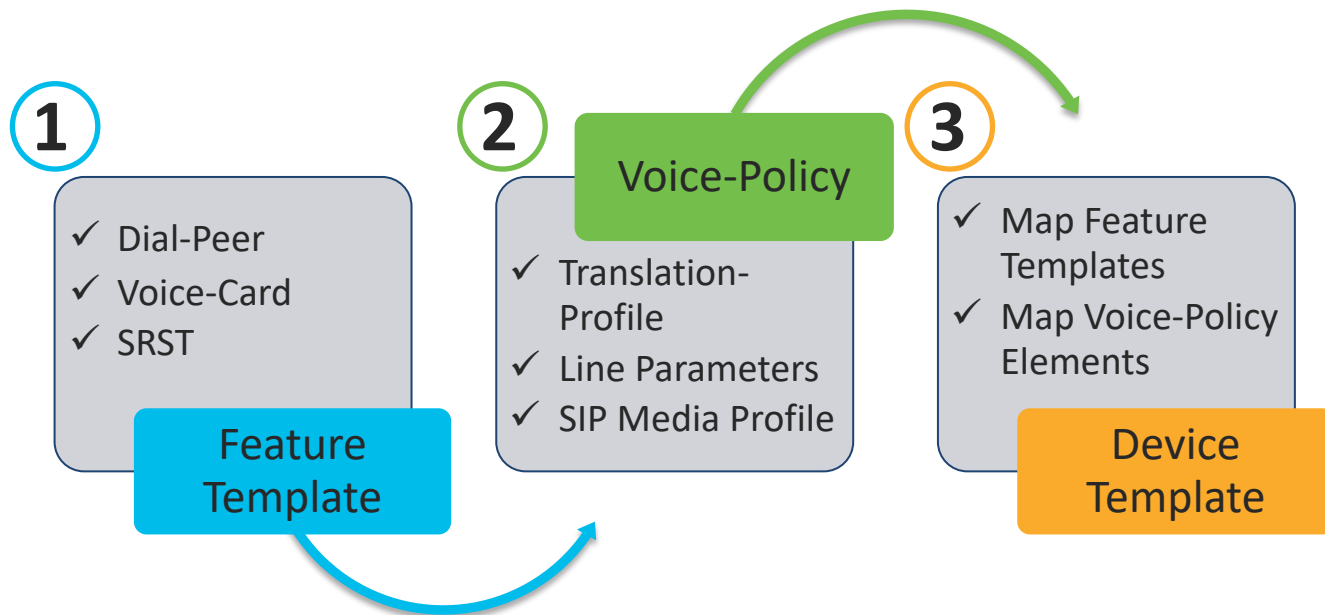 1
✓ Dial-Peer
✓ Voice-Card
✓ SRST
Feature
Template
2
Voice-Policy
✓ Translation-
Profile
✓ Line Parameters
✓ SIP Media Profile
3
✓ Map Feature
Templates
✓ Map Voice-Policy
Elements
Device
Template